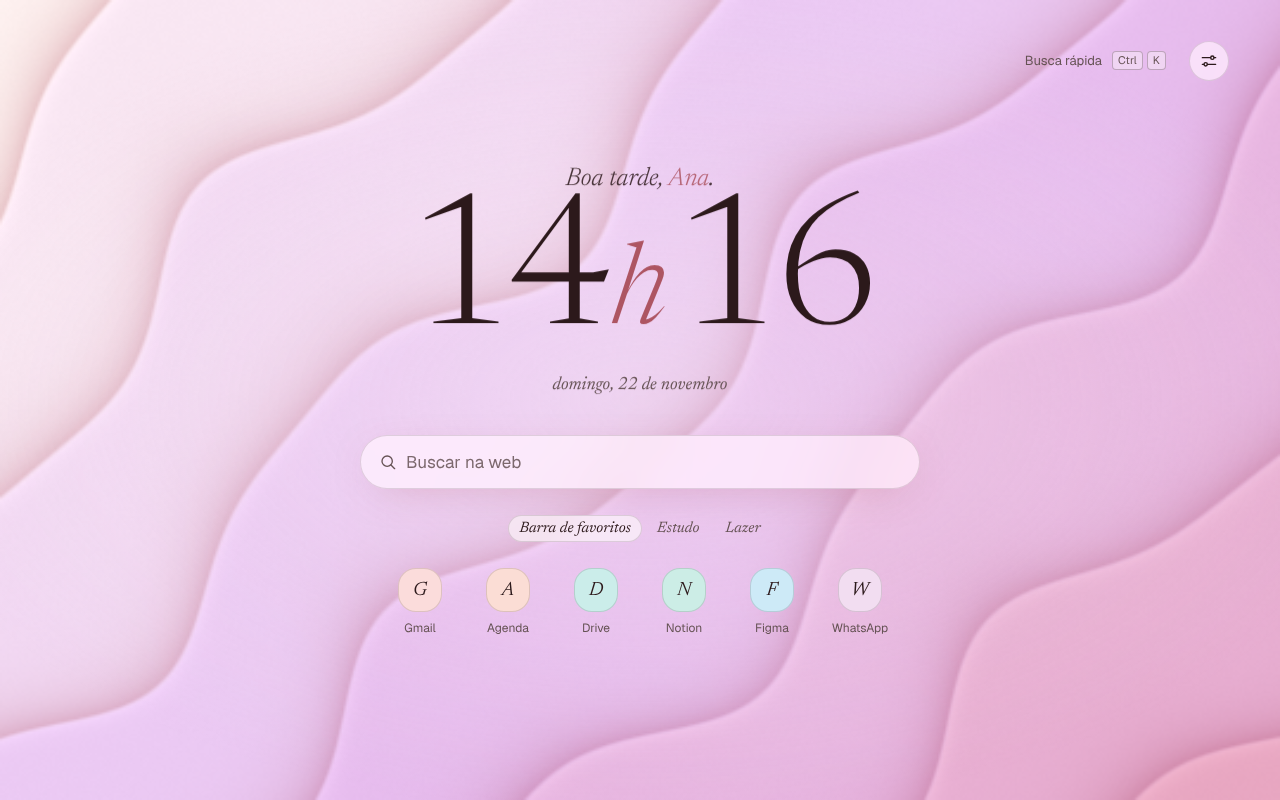 Busca rápida Ctrl K
Boa tarde, Ana.
14h16
domingo, 22 de novembro
Buscar na web
Barra de favoritos Estudo Lazer
G A D N F W
Gmail Agenda Drive Notion Figma WhatsApp